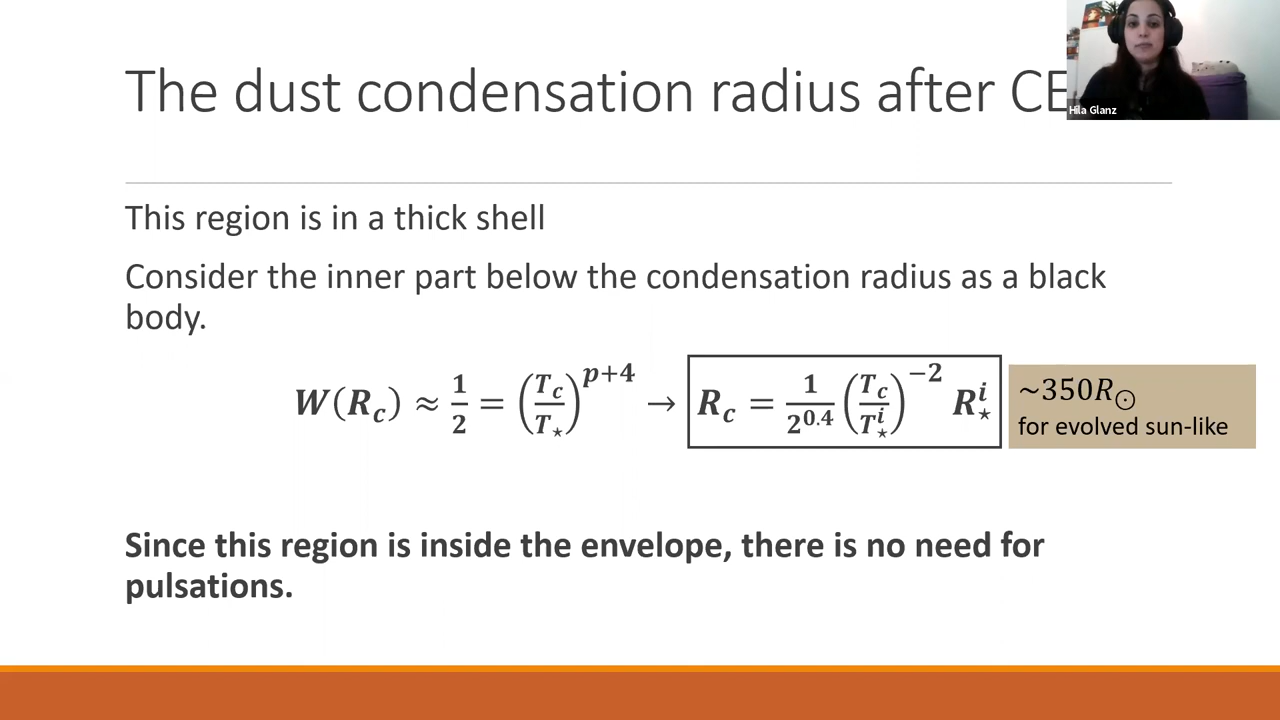 The dust condensation radius after CE
Hila Glanz
This region is in a thick shell
Consider the inner part below the condensation radius as a black
body.
W(R_c) ≈ 1/2 = (T_c/T_⋆)^{p+4} → R_c = 1/2^{0.4} (T_c/T_⋆^i)^{-2} R_⋆^i
~350R_⊙
for evolved sun-like
Since this region is inside the envelope, there is no need for
pulsations.